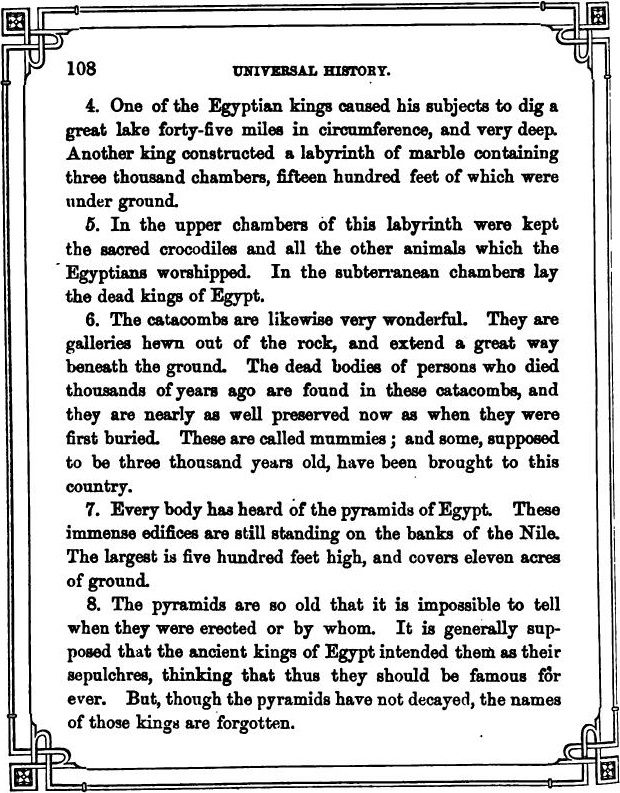 108 UNIVERSAL HISTORY.
4. One of the Egyptian kings caused his subjects to dig a
great lake forty-five miles in circumference, and very deep.
Another king constructed a labyrinth of marble containing
three thousand chambers, fifteen hundred feet of which were
under ground.
5. In the upper chambers of this labyrinth were kept
the sacred crocodiles and all the other animals which the
Egyptians worshipped. In the subterranean chambers lay
the dead kings of Egypt.
6. The catacombs are likewise very wonderful. They are
galleries hewn out of the rock, and extend a great way
beneath the ground. The dead bodies of persons who died
thousands of years ago are found in these catacombs, and
they are nearly as well preserved now as when they were
first buried. These are called mummies; and some, supposed
to be three thousand years old, have been brought to this
country.
7. Every body has heard of the pyramids of Egypt. These
immense edifices are still standing on the banks of the Nile.
The largest is five hundred feet high, and covers eleven acres
of ground.
8. The pyramids are so old that it is impossible to tell
when they were erected or by whom. It is generally sup-
posed that the ancient kings of Egypt intended them as their
sepulchres, thinking that thus they should be famous for
ever. But, though the pyramids have not decayed, the names
of those kings are forgotten.